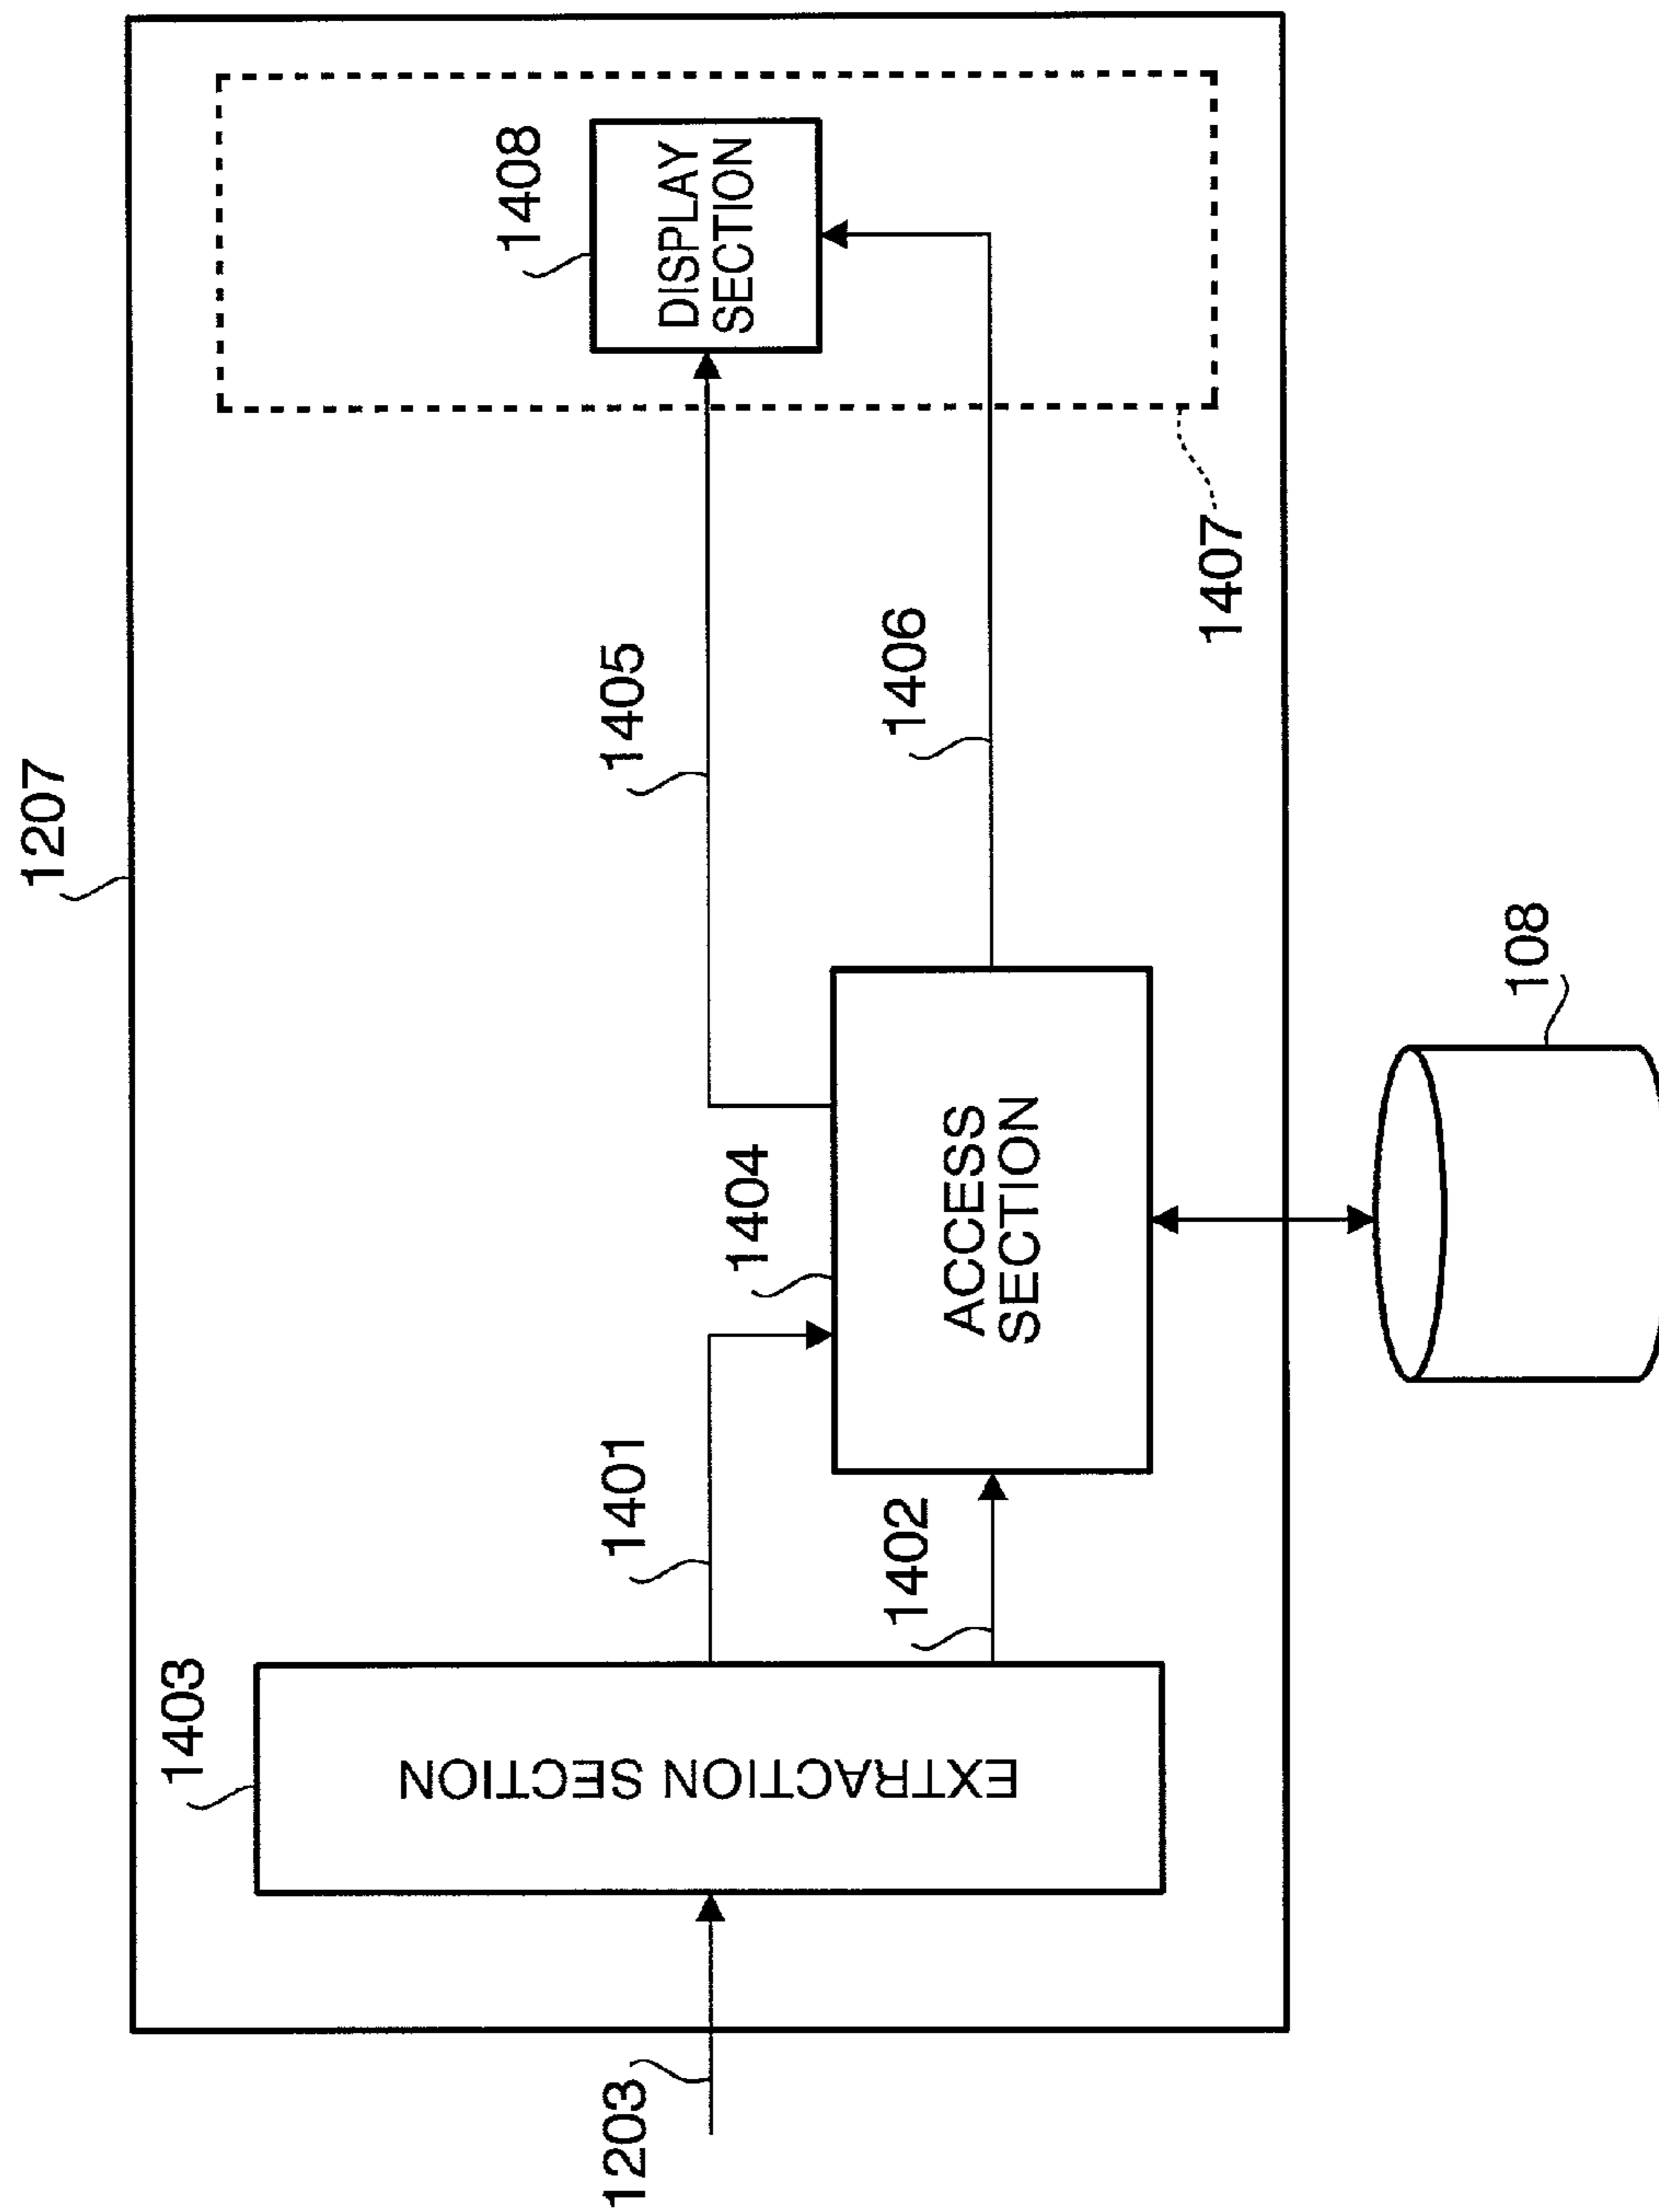 1207
1408
DISPLAY
SECTION
1405
1406
1407
1404
ACCESS
SECTION
1401
1402
1403
EXTRACTION SECTION
1203
108